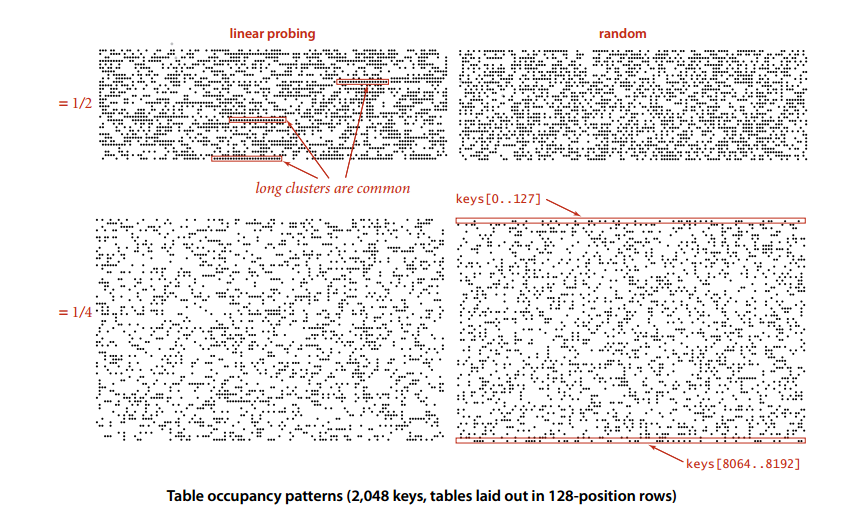 linear probing
random
= 1/2
long clusters are common
keys[0..127]
= 1/4
keys[8064..8192]
Table occupancy patterns (2,048 keys, tables laid out in 128-position rows)